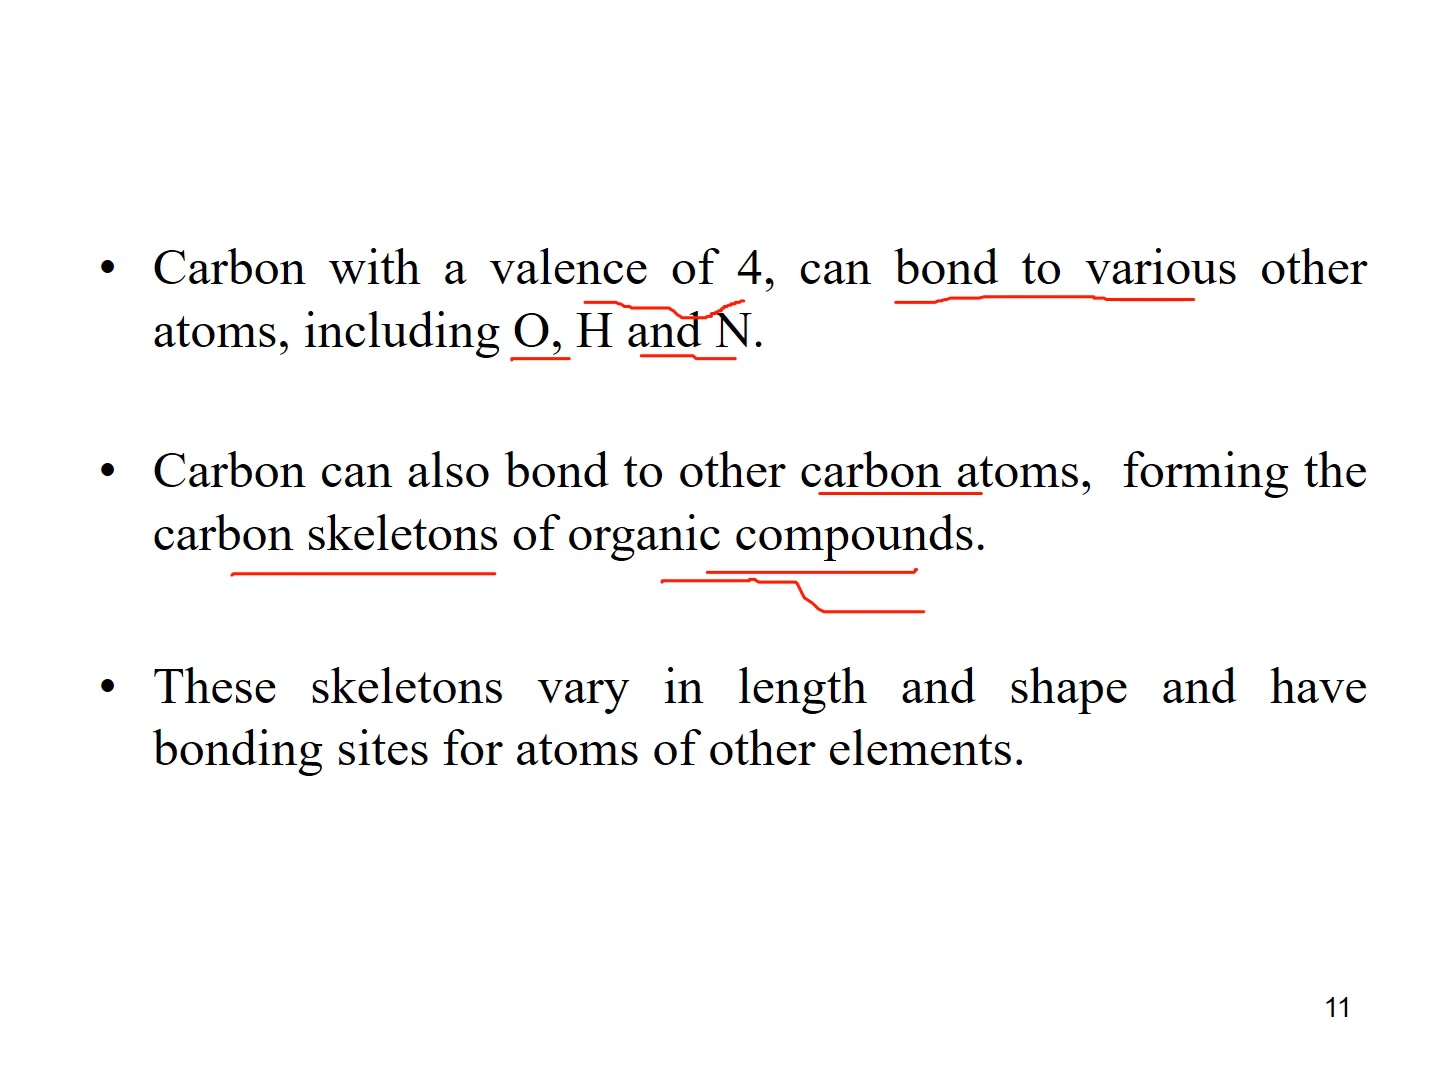 • Carbon with a valence of 4, can bond to various other
atoms, including O, H and N.
• Carbon can also bond to other carbon atoms, forming the
carbon skeletons of organic compounds.
• These skeletons vary in length and shape and have
bonding sites for atoms of other elements.
11